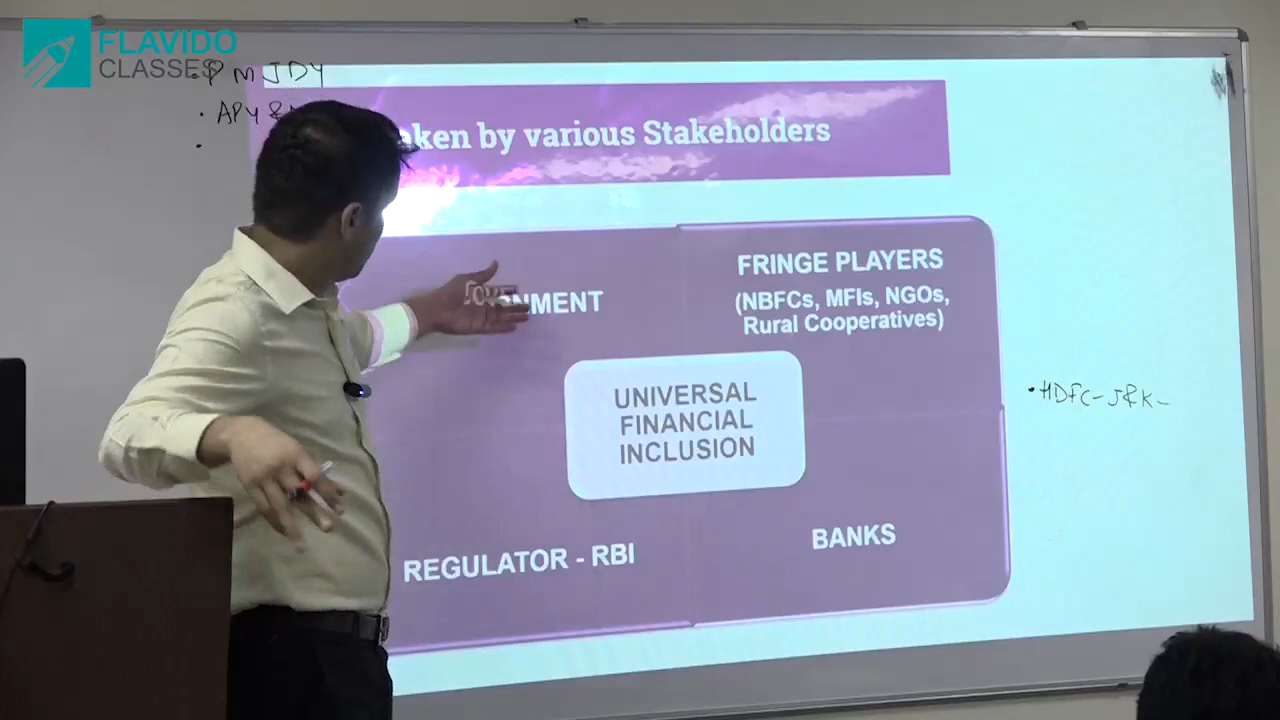 FLAVIDO
CLASSES
• PMJDY
• APY &
•
aken by various Stakeholders
GOVERNMENT
FRINGE PLAYERS
(NBFCs, MFIs, NGOs,
Rural Cooperatives)
UNIVERSAL
FINANCIAL
INCLUSION
• HDFC - J&K -
REGULATOR - RBI
BANKS